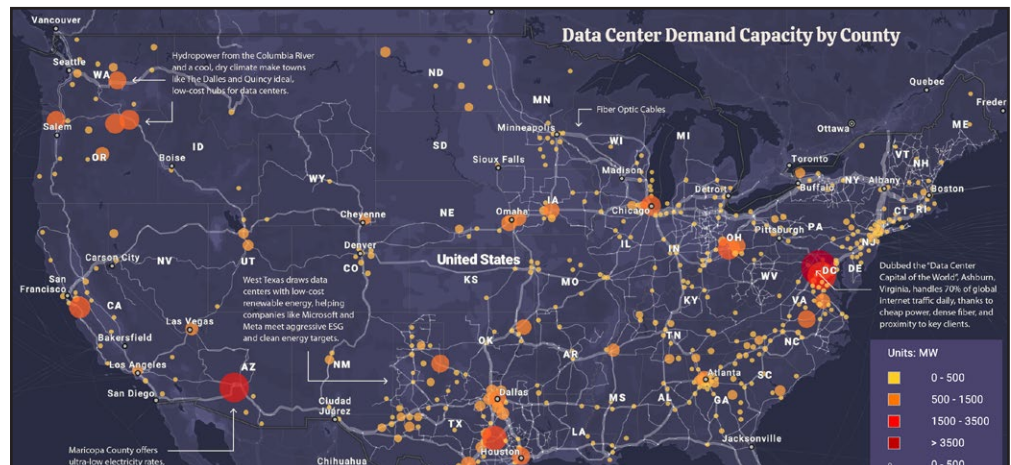 Data Center Demand Capacity by County
Vancouver
Seattle
WA
Hydropower from the Columbia River
and a cool, dry climate make towns
like The Dalles and Quincy ideal,
low-cost hubs for data centers.
ND
MN
Fiber Optic Cables
Quebec
Freder
Salem
Minneapolis
Ottawa
ME
OR
ID
Boise
SD
WI
MI
VT
NH
Sioux Falls
Madison
Toronto
WY
Detroit
Buffalo
NY
Albany
Boston
Cheyenne
NE
Omaha
IA
Chicago
CT
RI
OH
Pittsburgh
PA
NJ
Carson City
NV
UT
Denver
CO
United States
IL
IN
DC
DE
WV
KS
MO
San
Francisco
CA
West Texas draws data
centers with low-cost
renewable energy, helping
companies like Microsoft and
Meta meet aggressive ESG
and clean energy targets.
KY
VA
Dubbed the "Data Center
Capital of the World", Ashburn,
Virginia, handles 70% of global
internet traffic daily, thanks to
cheap power, dense fiber, and
proximity to key clients.
Las Vegas
Bakersfield
OK
TN
NC
Units: MW
Los Angeles
AZ
NM
AR
Atlanta
SC
0 - 500
San Diego
Dallas
MS
AL
GA
500 - 1500
Ciudad
Juárez
TX
LA
1500 - 3500
Jacksonville
> 3500
Maricopa County offers
ultra-low electricity rates,
Chihuahua
Houston
0 - 500